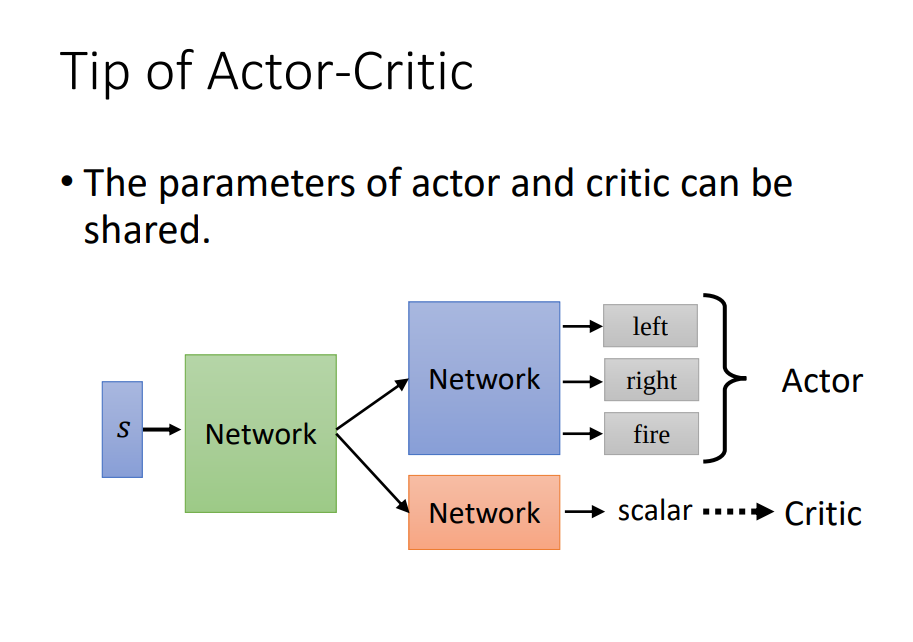 Tip of Actor-Critic
• The parameters of actor and critic can be
shared.
s
Network
Network
left
right
fire
Actor
Network
scalar
Critic